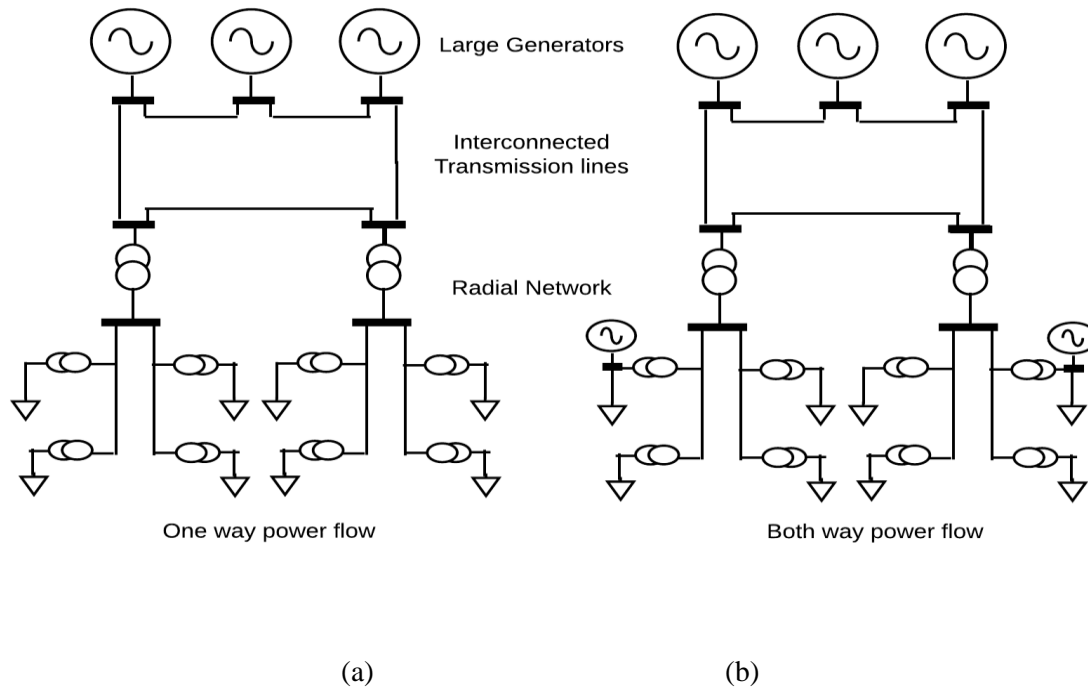 Large Generators
Interconnected
Transmission lines
Radial Network
One way power flow
Both way power flow
(a)
(b)